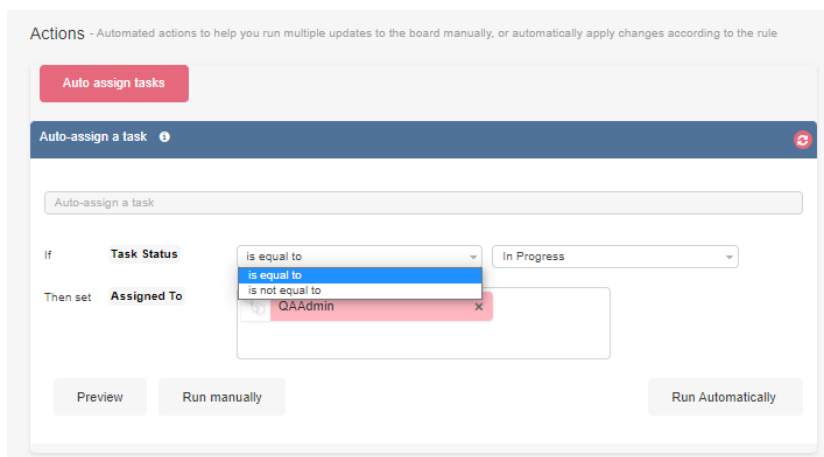 Actions - Automated actions to help you run multiple updates to the board manually, or automatically apply changes according to the rule
Auto assign tasks
Auto-assign a task
Auto-assign a task
If Task Status is equal to In Progress
is equal to
is not equal to
Then set Assigned To
QAAdmin ×
Preview Run manually Run Automatically